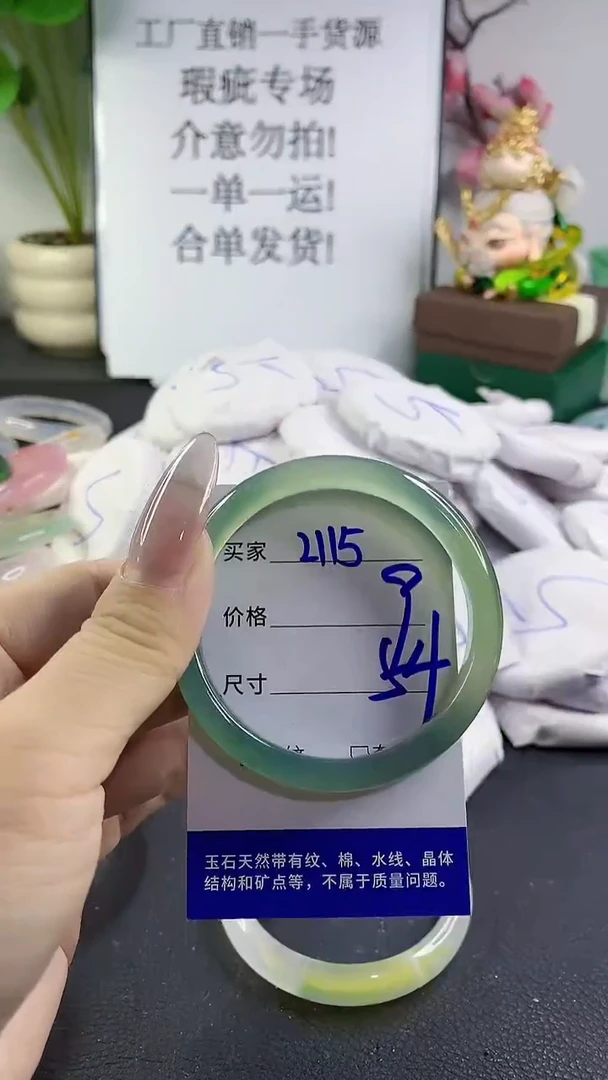 工厂直销一手货源
瑕疵专场
介意勿拍!
一单一运!
合单发货!
买家 2115
价格
尺寸 54
玉石天然带有纹、棉、水线、晶体
结构和矿点等，不属于质量问题。